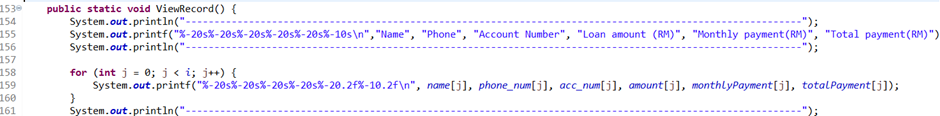 153 public static void ViewRecord() {
154 System.out.println("---------------------------------------------------------------------------------------------------------");
155 System.out.printf("%-20s%-20s%-20s%-20s%-20s%-10s\n","Name", "Phone", "Account Number", "Loan amount (RM)", "Monthly payment(RM)", "Total payment(RM)")
156 System.out.println("---------------------------------------------------------------------------------------------------------");
157
158 for (int j = 0; j < i; j++) {
159 System.out.printf("%-20s%-20s%-20s%-20s%-20.2f%-10.2f\n", name[j], phone_num[j], acc_num[j], amount[j], monthlyPayment[j], totalPayment[j]);
160 }
161 System.out.println("---------------------------------------------------------------------------------------------------------");